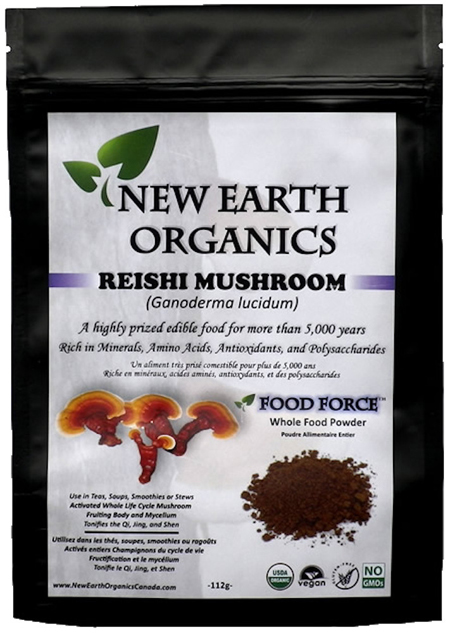 NEW EARTH
ORGANICS
REISHI MUSHROOM
(Ganoderma lucidum)
A highly prized edible food for more than 5,000 years
Rich in Minerals, Amino Acids, Antioxidants, and Polysaccharides
Un aliment très prisé comestible pour plus de 5,000 ans
Riche en minéraux, acides aminés, antioxydants, et des polysaccharides
FOOD FORCE™
Whole Food Powder
Poudre Allimentaire Entier
Use in Teas, Soups, Smoothies or Stews
Activated Whole Life Cycle Mushroom
Fruiting Body and Mycelium
Tonifies the Qi, Jing, and Shen
Utilisez dans les thés, soupes, smoothies ou ragoûts
Activés entiers Champignons du cycle de vie
Fructification et le mycélium
Tonifie le Qi, Jing, et Shen
www.NewEarthOrganicsCanada.com
-112g-
USDA
ORGANIC
vegan
GLUTEN-FREE
NO
GMOs